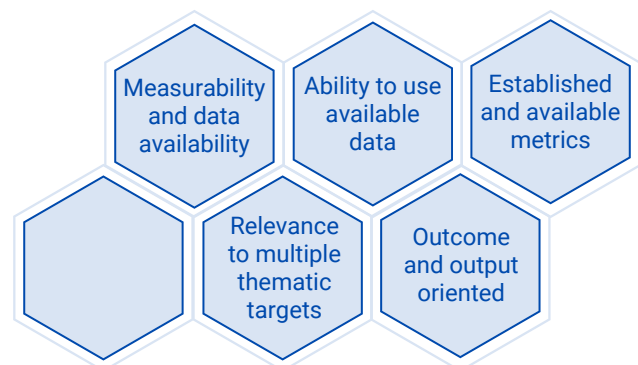 Measurability
and data
availability
Ability to use
available
data
Established
and available
metrics
Relevance
to multiple
thematic
targets
Outcome
and output
oriented